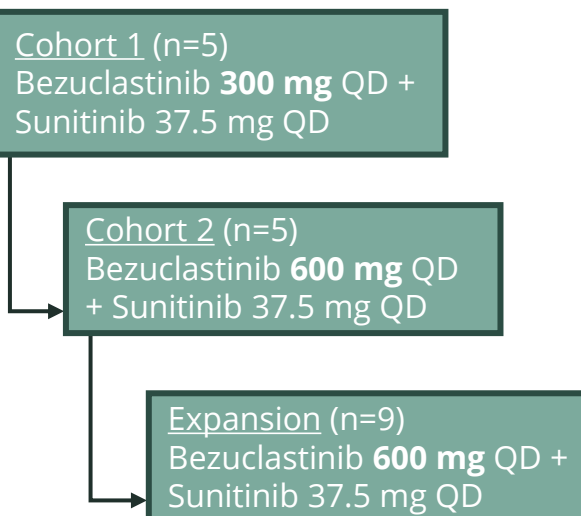 Cohort 1 (n=5)
Bezuclastinib 300 mg QD +
Sunitinib 37.5 mg QD
Cohort 2 (n=5)
Bezuclastinib 600 mg QD
+ Sunitinib 37.5 mg QD
Expansion (n=9)
Bezuclastinib 600 mg QD +
Sunitinib 37.5 mg QD